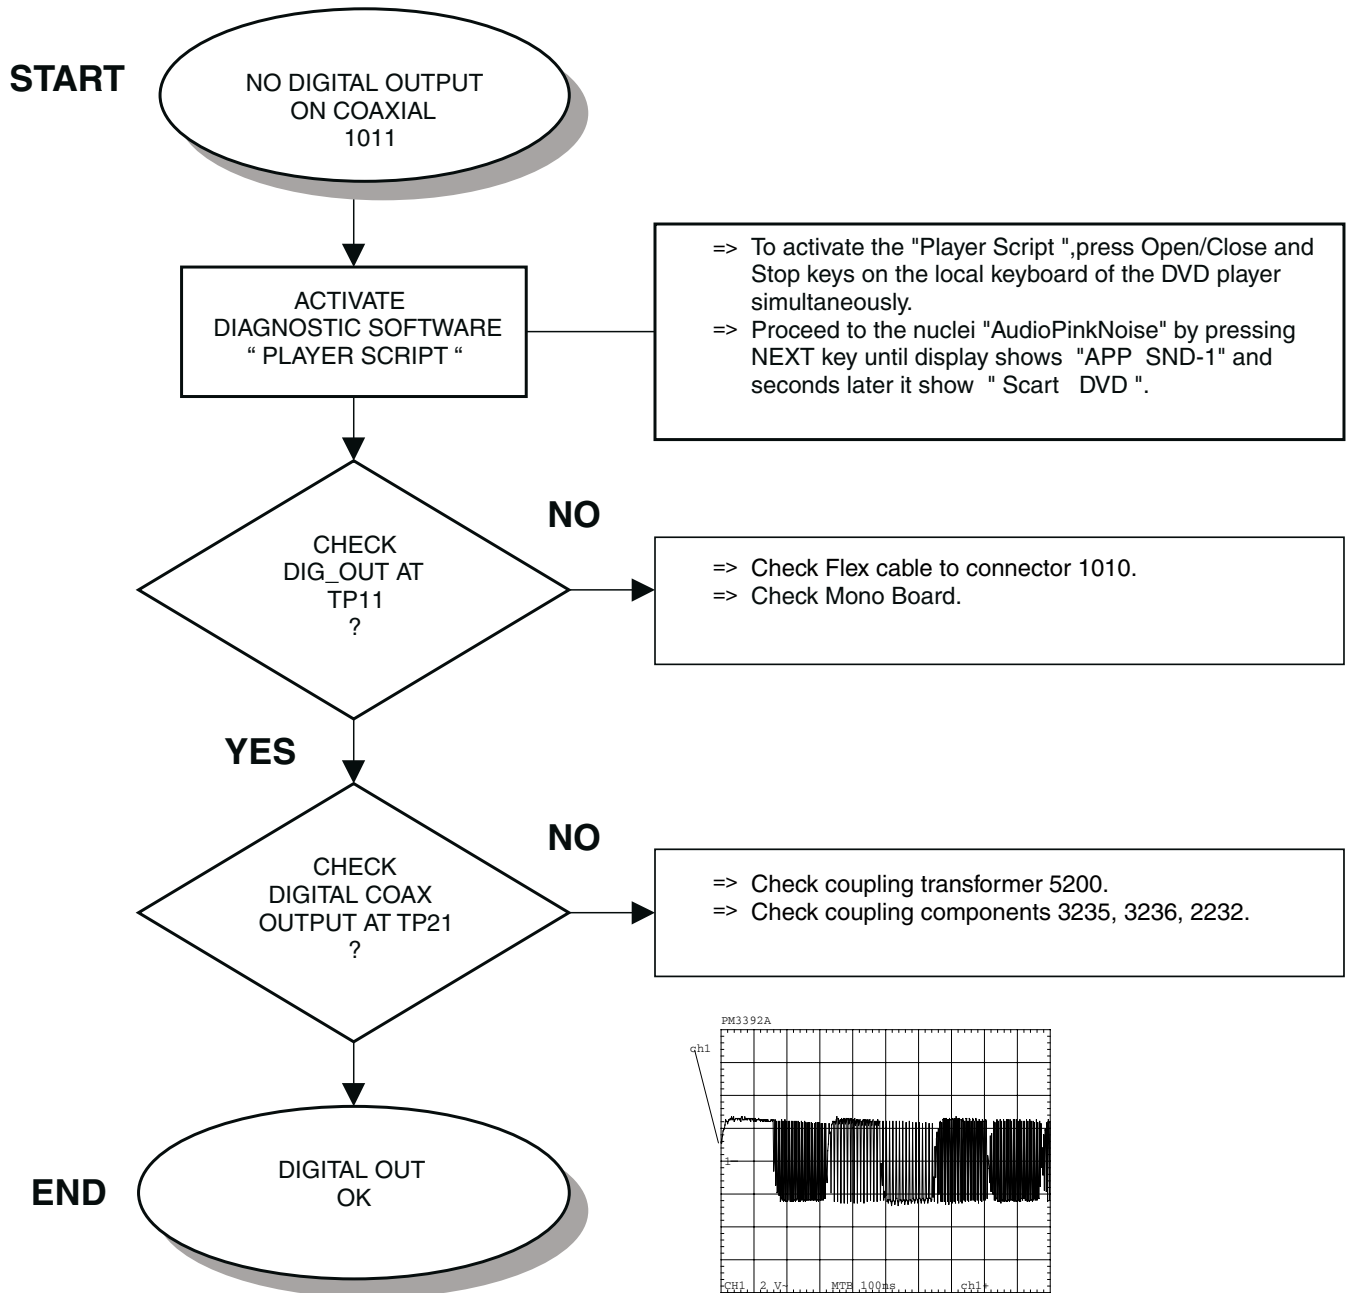 START
NO DIGITAL OUTPUT
ON COAXIAL
1011
ACTIVATE
DIAGNOSTIC SOFTWARE
“ PLAYER SCRIPT “
=> To activate the "Player Script ",press Open/Close and
Stop keys on the local keyboard of the DVD player
simultaneously.
=> Proceed to the nuclei "AudioPinkNoise" by pressing
NEXT key until display shows "APP SND-1" and
seconds later it show " Scart DVD ".
CHECK
DIG_OUT AT
TP11
?
NO
=> Check Flex cable to connector 1010.
=> Check Mono Board.
YES
CHECK
DIGITAL COAX
OUTPUT AT TP21
?
NO
=> Check coupling transformer 5200.
=> Check coupling components 3235, 3236, 2232.
PM3392A
ch1
1
CH1 2 V~ MTB 100ms ch1+
END
DIGITAL OUT
OK